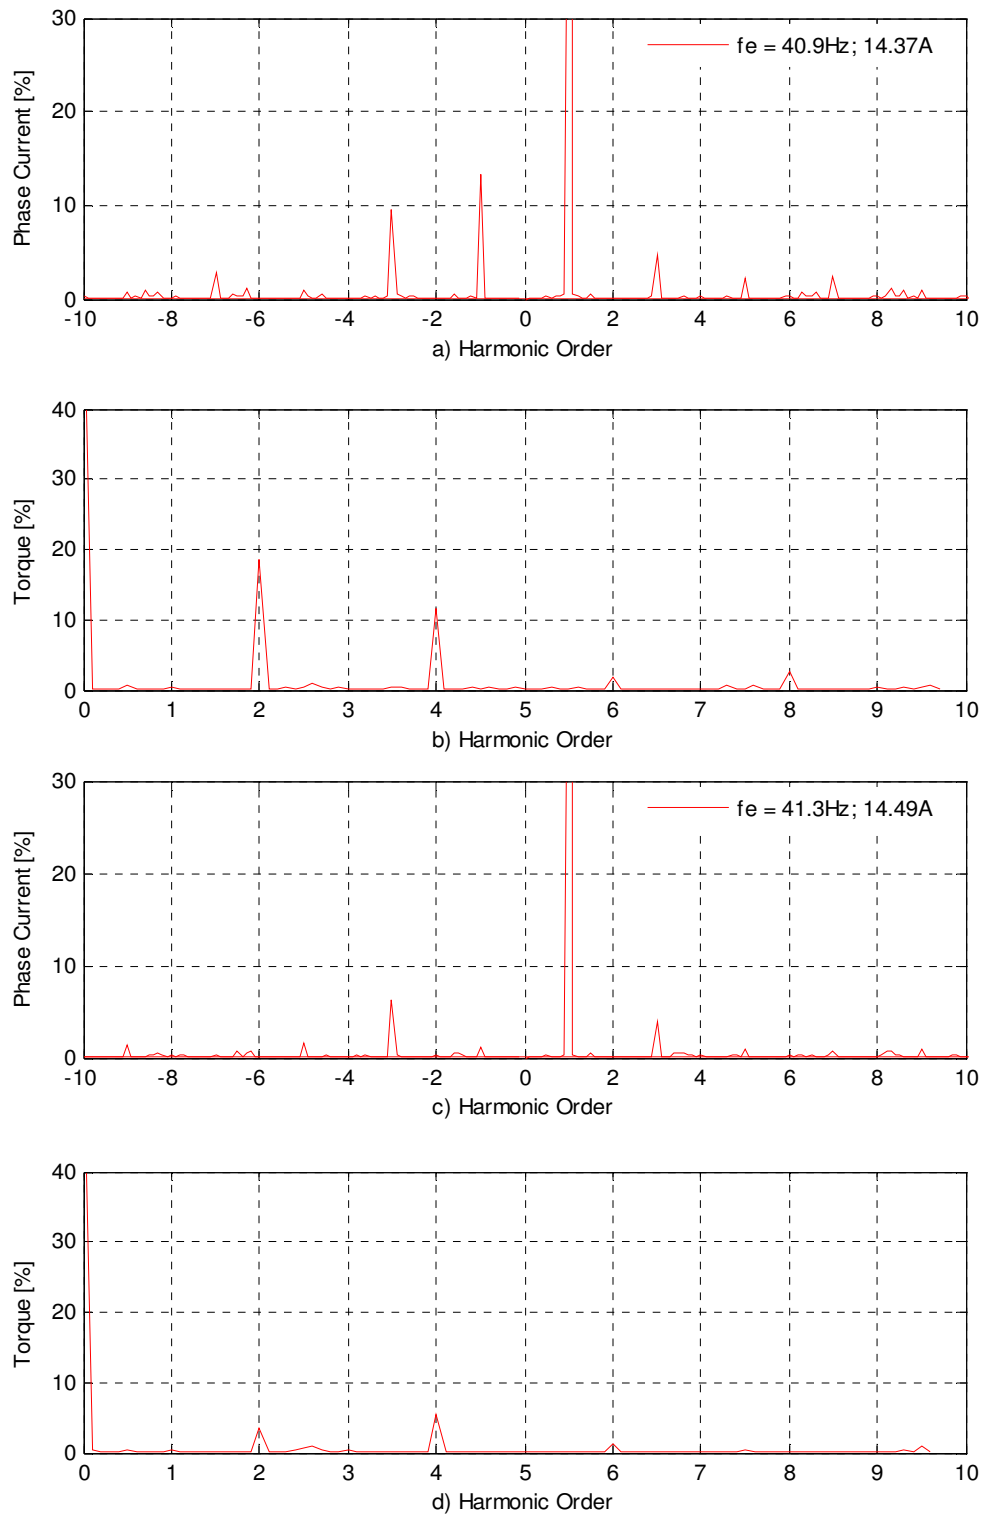 30
fe = 40.9Hz; 14.37A
20
10
0
Phase Current [%]
-10 -8 -6 -4 -2 0 2 4 6 8 10
a) Harmonic Order
40
30
20
10
0
Torque [%]
0 1 2 3 4 5 6 7 8 9 10
b) Harmonic Order
30
fe = 41.3Hz; 14.49A
20
10
0
Phase Current [%]
-10 -8 -6 -4 -2 0 2 4 6 8 10
c) Harmonic Order
40
30
20
10
0
Torque [%]
0 1 2 3 4 5 6 7 8 9 10
d) Harmonic Order